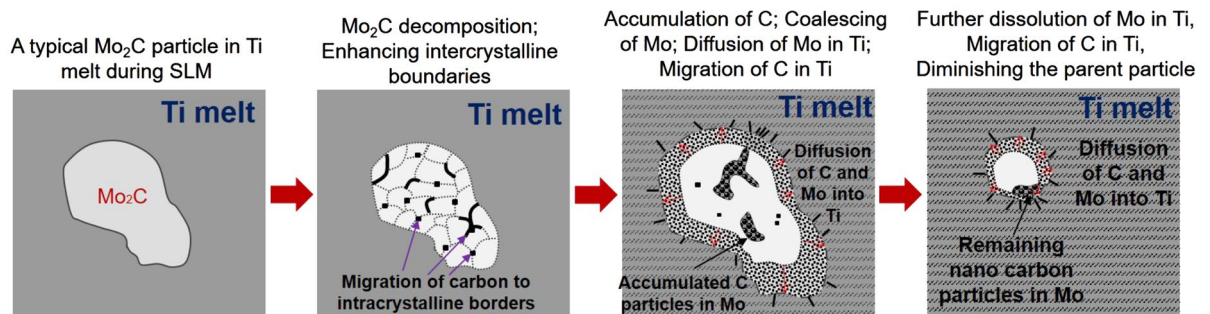 A typical Mo₂C particle in Ti
melt during SLM
Ti melt
Mo₂C
Mo₂C decomposition;
Enhancing intercrystalline
boundaries
Ti melt
Migration of carbon to
intracrystalline borders
Accumulation of C; Coalescing
of Mo; Diffusion of Mo in Ti;
Migration of C in Ti
Ti melt
Diffusion
of C and
Mo into
Ti
Accumulated C
particles in Mo
Further dissolution of Mo in Ti,
Migration of C in Ti,
Diminishing the parent particle
Ti melt
Diffusion
of C and
Mo into Ti
Remaining
nano carbon
particles in Mo